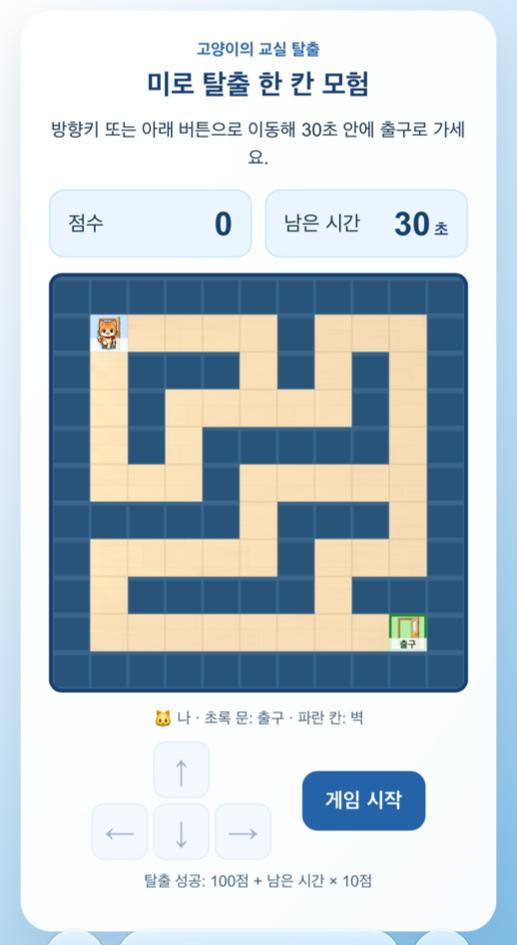 고양이의 교실 탈출
미로 탈출 한 칸 모험
방향키 또는 아래 버튼으로 이동해 30초 안에 출구로 가세
요.
점수 0
남은 시간 30 초
출구
🐱 나 · 초록 문: 출구 · 파란 칸: 벽
↑
← ↓ →
게임 시작
탈출 성공: 100점 + 남은 시간 × 10점